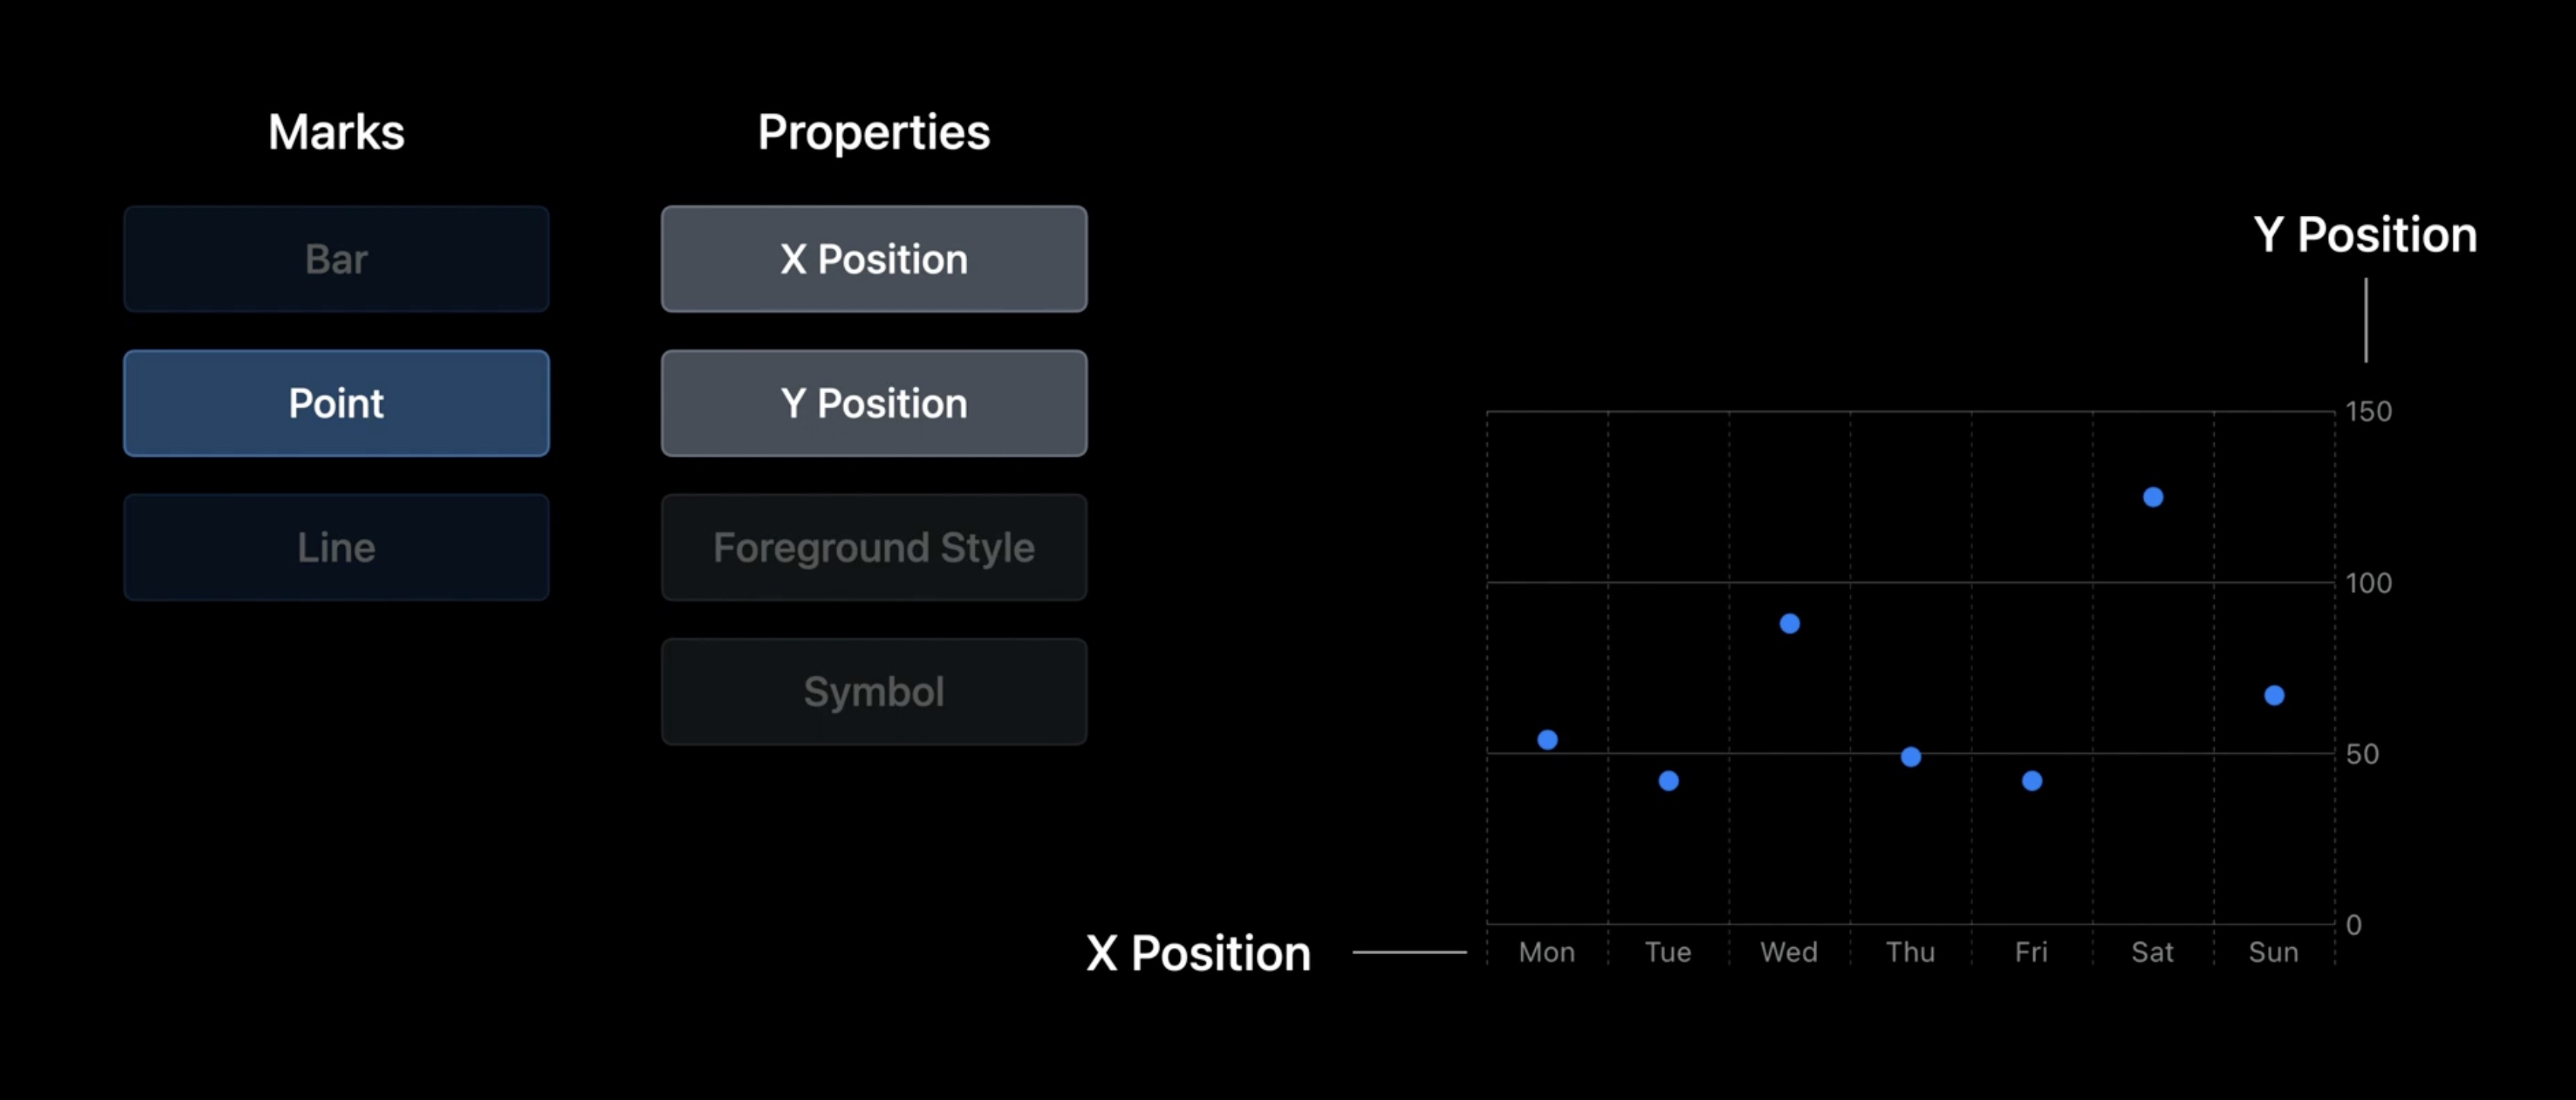 Marks
Bar
Point
Line
Properties
X Position
Y Position
Foreground Style
Symbol
Y Position
150
100
50
0
X Position
Mon Tue Wed Thu Fri Sat Sun